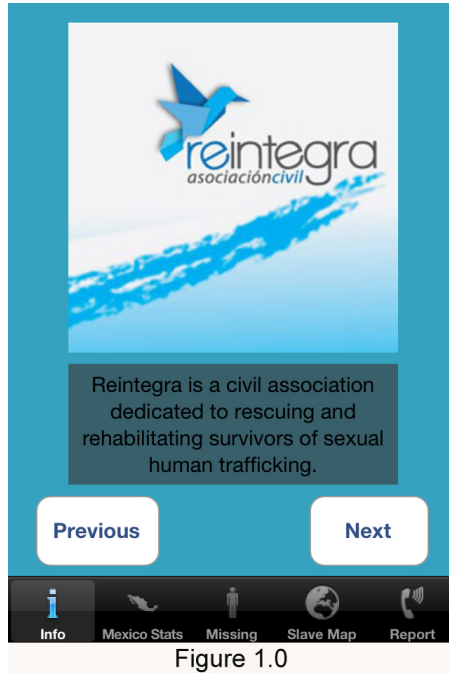 reintegra
asociacióncivil
Reintegra is a civil association
dedicated to rescuing and
rehabilitating survivors of sexual
human trafficking.
Previous
Next
Info
Mexico Stats
Missing
Slave Map
Report
Figure 1.0